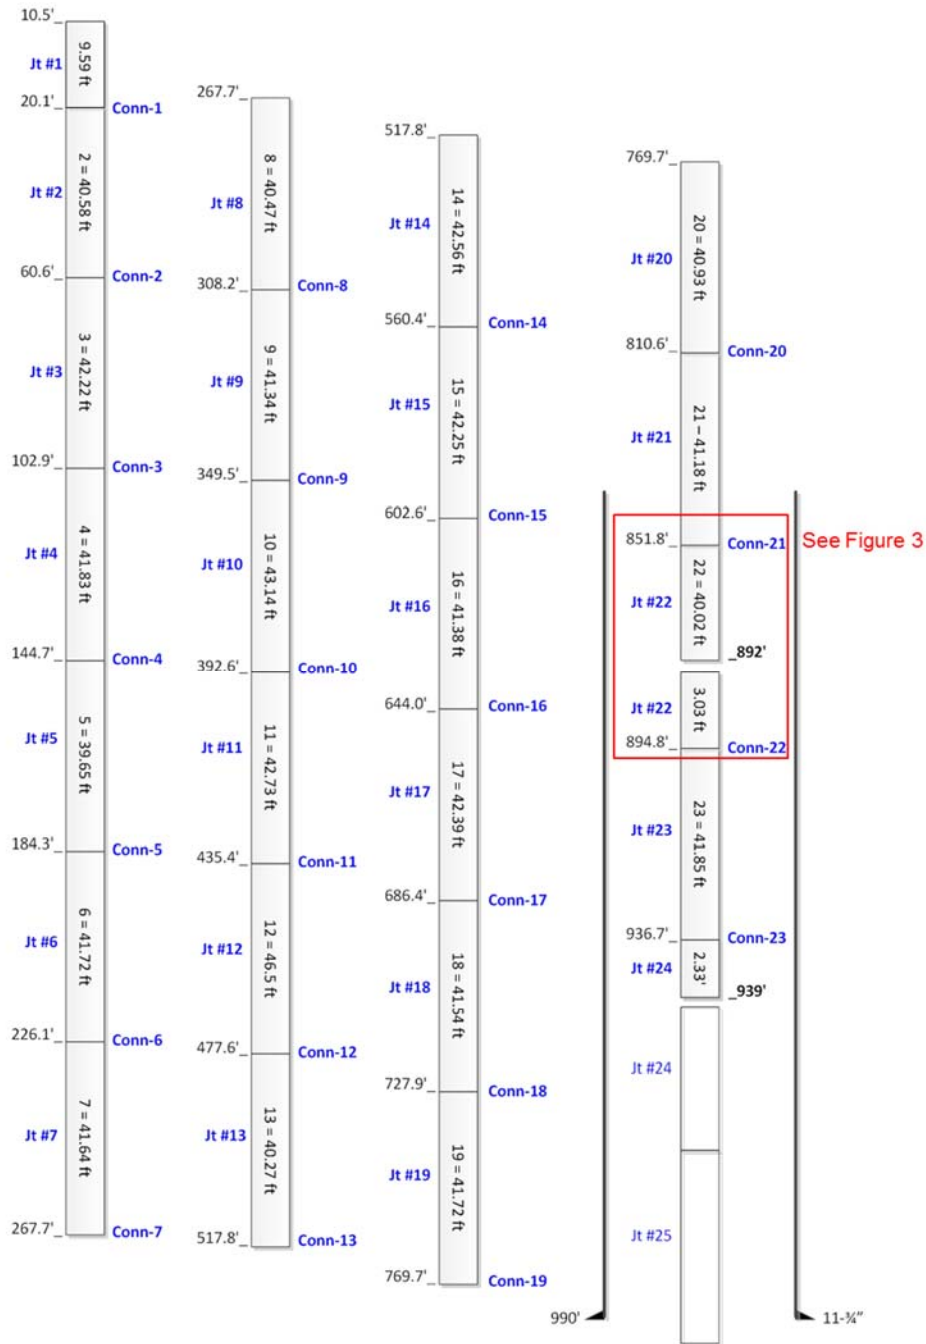 10.5'_
9.59 ft
Jt #1
20.1'_
Conn-1
2 = 40.58 ft
Jt #2
60.6'_
Conn-2
3 = 42.22 ft
Jt #3
102.9'_
Conn-3
4 = 41.83 ft
Jt #4
144.7'_
Conn-4
5 = 39.65 ft
Jt #5
184.3'_
Conn-5
6 = 41.72 ft
Jt #6
226.1'_
Conn-6
7 = 41.64 ft
Jt #7
267.7'_
Conn-7
267.7'_
8 = 40.47 ft
Jt #8
308.2'_
Conn-8
9 = 41.34 ft
Jt #9
349.5'_
Conn-9
10 = 43.14 ft
Jt #10
392.6'_
Conn-10
11 = 42.73 ft
Jt #11
435.4'_
Conn-11
12 = 46.5 ft
Jt #12
477.6'_
Conn-12
13 = 40.27 ft
Jt #13
517.8'_
Conn-13
517.8'_
14 = 42.56 ft
Jt #14
560.4'_
Conn-14
15 = 42.25 ft
Jt #15
602.6'_
Conn-15
16 = 41.38 ft
Jt #16
644.0'_
Conn-16
17 = 42.39 ft
Jt #17
686.4'_
Conn-17
18 = 41.54 ft
Jt #18
727.9'_
Conn-18
19 = 41.72 ft
Jt #19
769.7'_
Conn-19
769.7'_
20 = 40.93 ft
Jt #20
810.6'_
Conn-20
21 – 41.18 ft
Jt #21
851.8'_
Conn-21
See Figure 3
22 = 40.02 ft
Jt #22
_892'
3.03 ft
Jt #22
894.8'_
Conn-22
23 = 41.85 ft
Jt #23
936.7'_
Conn-23
2.33'
Jt #24
_939'
Jt #24
Jt #25
990'
11-¾"